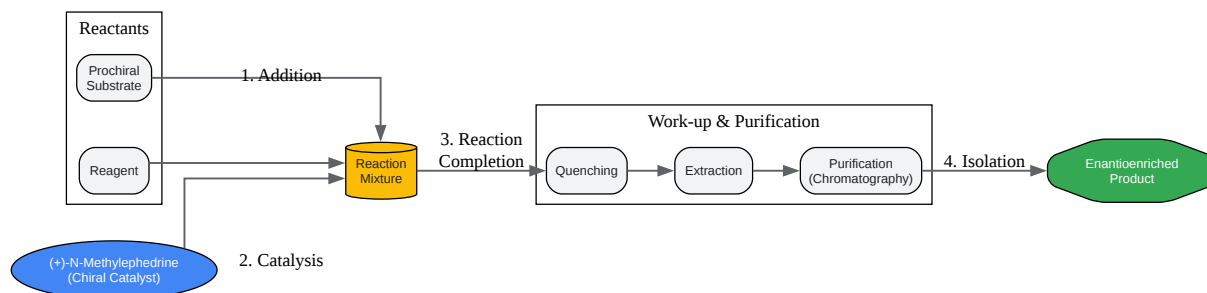 Reactants
Prochiral
Substrate
1. Addition
Reagent
Reaction
Mixture
(+)-N-Methylephedrine
(Chiral Catalyst)
2. Catalysis
3. Reaction
Completion
Work-up & Purification
Quenching
Extraction
Purification
(Chromatography)
4. Isolation
Enantioenriched
Product